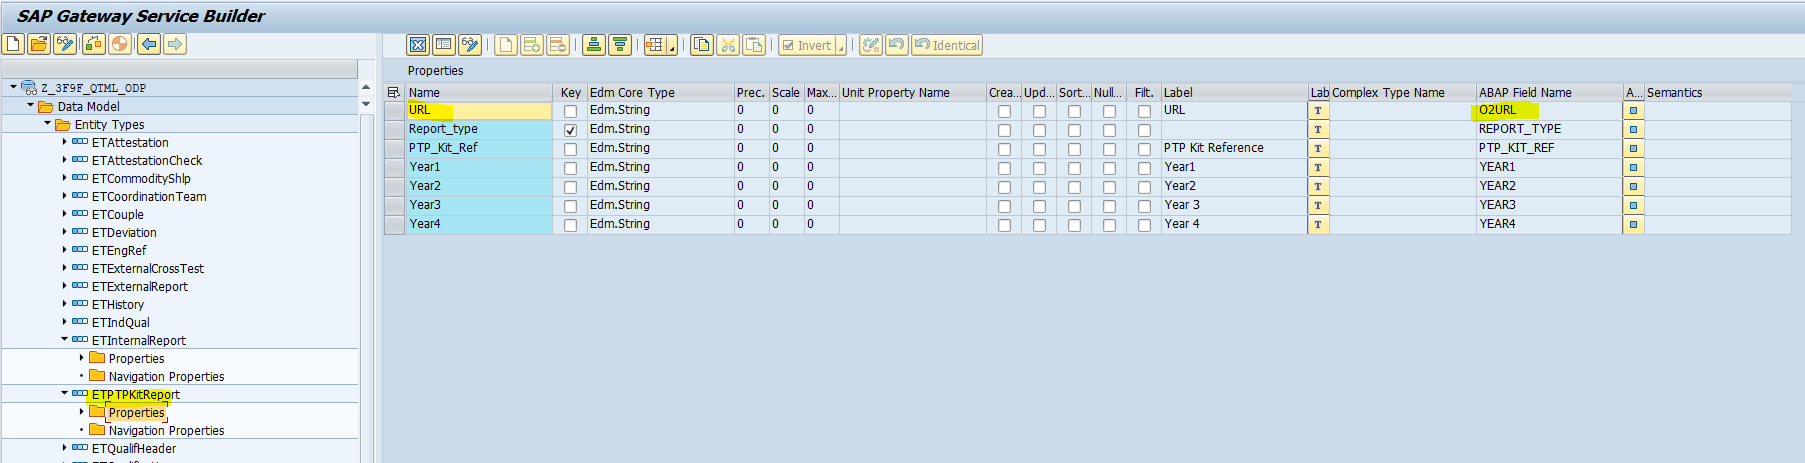 SAP Gateway Service Builder
Invert
Identical
Properties
Z_3F9F_QTML_ODP
Data Model
Entity Types
ETAttestation
ETAttestationCheck
ETCommodityShlp
ETCoordinationTeam
ETCouple
ETDeviation
ETEngRef
ETExternalCrossTest
ETExternalReport
ETHistory
ETIndQual
ETInternalReport
Properties
Navigation Properties
ETPTPKitReport
Properties
Navigation Properties
ETQualifHeader
Name Key Edm Core Type Prec. Scale Max... Unit Property Name Crea... Upd... Sort... Null... Filt. Label Lab Complex Type Name ABAP Field Name A... Semantics
URL Edm.String 0 0 0 URL T O2URL
Report_type Edm.String 0 0 0 T REPORT_TYPE
PTP_Kit_Ref Edm.String 0 0 0 PTP Kit Reference T PTP_KIT_REF
Year1 Edm.String 0 0 0 Year1 T YEAR1
Year2 Edm.String 0 0 0 Year2 T YEAR2
Year3 Edm.String 0 0 0 Year 3 T YEAR3
Year4 Edm.String 0 0 0 Year 4 T YEAR4